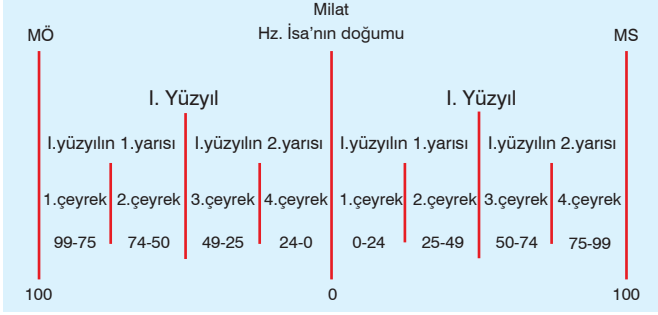 Milat
MÖ Hz. İsa'nın doğumu MS
I. Yüzyıl I. Yüzyıl
I.yüzyılın 1.yarısı I.yüzyılın 2.yarısı I.yüzyılın 1.yarısı I.yüzyılın 2.yarısı
1.çeyrek 2.çeyrek 3.çeyrek 4.çeyrek 1.çeyrek 2.çeyrek 3.çeyrek 4.çeyrek
99-75 74-50 49-25 24-0 0-24 25-49 50-74 75-99
100 0 100